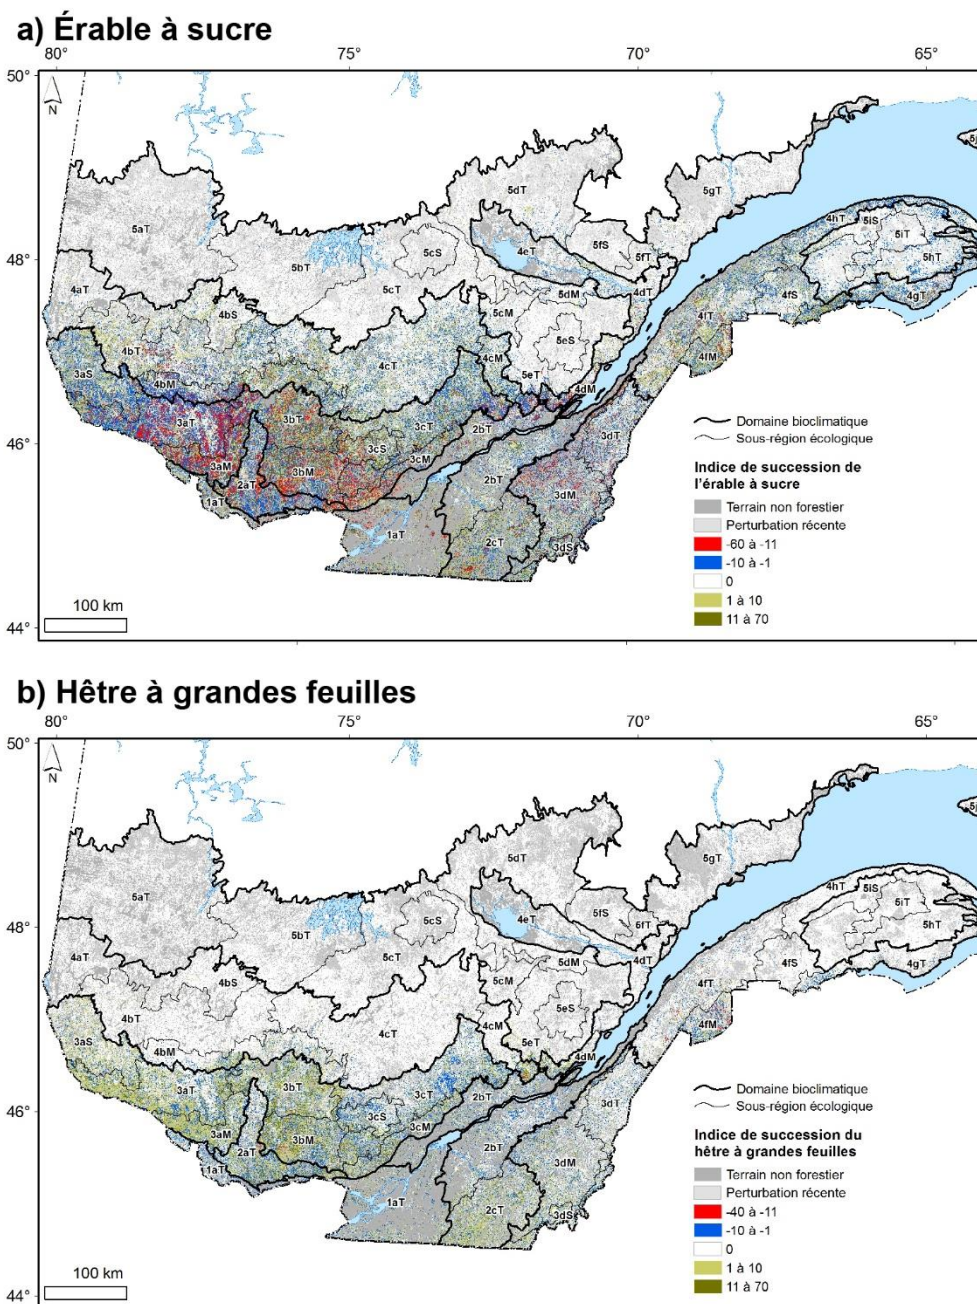 a) Érable à sucre
80° 75° 70° 65°
50°
N
5j
5gT
5dT
4hT 5iS
5aT
5iT
5cS 4eT 5fS
5bT 5hT
48° 5fT
4aT 5cT 5dM 4dT 4gT
4bS 5cM 4fS
5eS 4fT
4bT 4cT 4cM 4fM
3aS 5eT
4bM 4dM
3bT 3cT 2bT
46° 3aT 3cS 3dT
3cM
3aM 3bM 2bT
2aT 3dM
1aT
1aT 2cT 3dS
44°
Domaine bioclimatique
Sous-région écologique
Indice de succession de
l'érable à sucre
Terrain non forestier
Perturbation récente
-60 à -11
-10 à -1
0
1 à 10
11 à 70
100 km
b) Hêtre à grandes feuilles
80° 75° 70° 65°
50°
N
5j
5gT
5dT
4hT 5iS
5aT
5iT
5cS 4eT 5fS
5bT 5hT
48° 5fT
4aT 5cT 5dM 4dT 4gT
4bS 5cM 4fS
5eS 4fT
4bT 4cT 4cM 4fM
3aS 5eT
4bM 4dM
3bT 3cT 2bT
46° 3aT 3cS 3dT
3cM
3aM 3bM 2bT
2aT 3dM
1aT
1aT 2cT 3dS
44°
Domaine bioclimatique
Sous-région écologique
Indice de succession du
hêtre à grandes feuilles
Terrain non forestier
Perturbation récente
-40 à -11
-10 à -1
0
1 à 10
11 à 70
100 km